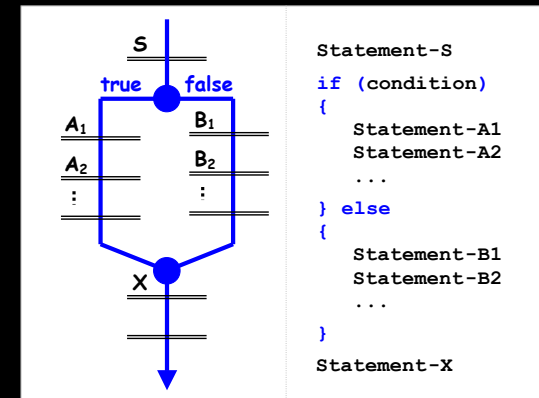 S
true false
A₁ B₁
A₂ B₂
⋮ ⋮
X
Statement-S
if (condition)
{
Statement-A1
Statement-A2
...
} else
{
Statement-B1
Statement-B2
...
}
Statement-X